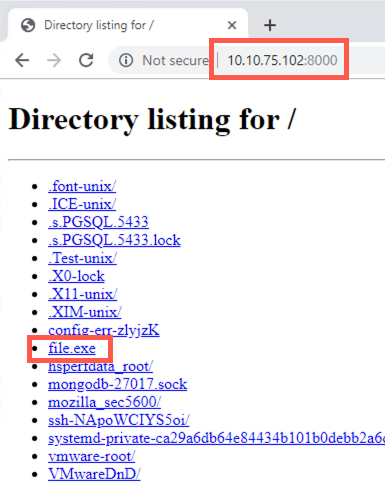 Directory listing for /
Not secure
10.10.75.102:8000
Directory listing for /
.font-unix/
.ICE-unix/
.s.PGSQL.5433
.s.PGSQL.5433.lock
.Test-unix/
.X0-lock
.X11-unix/
.XIM-unix/
config-err-zlyjzK
file.exe
hsperfdata_root/
mongodb-27017.sock
mozilla_sec5600/
ssh-NApoWCIYS5oi/
systemd-private-ca29a6db64e84434b101b0debb2a6c
vmware-root/
VMwareDnD/